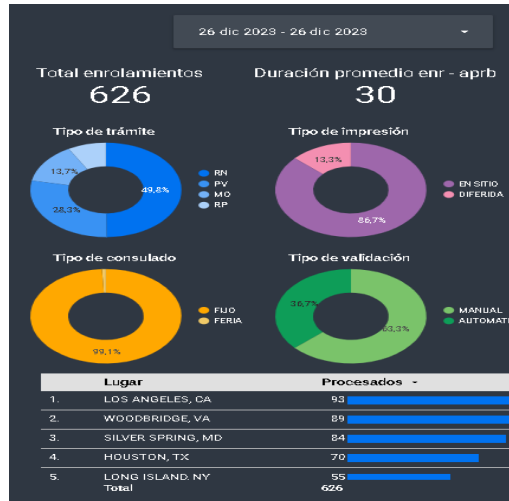 26 dic 2023 - 26 dic 2023
Total enrolamientos
626
Duración promedio enr - aprb
30
Tipo de trámite
49,8%
28,3%
13,7%
RN
PV
MO
RP
Tipo de impresión
13,3%
86,7%
EN SITIO
DIFERIDA
Tipo de consulado
99,1%
FIJO
FERIA
Tipo de validación
36,7%
63,3%
MANUAL
AUTOMATI
Lugar Procesados
1. LOS ANGELES, CA 93
2. WOODBRIDGE, VA 89
3. SILVER SPRING, MD 84
4. HOUSTON, TX 70
5. LONG ISLAND, NY 55
Total 626